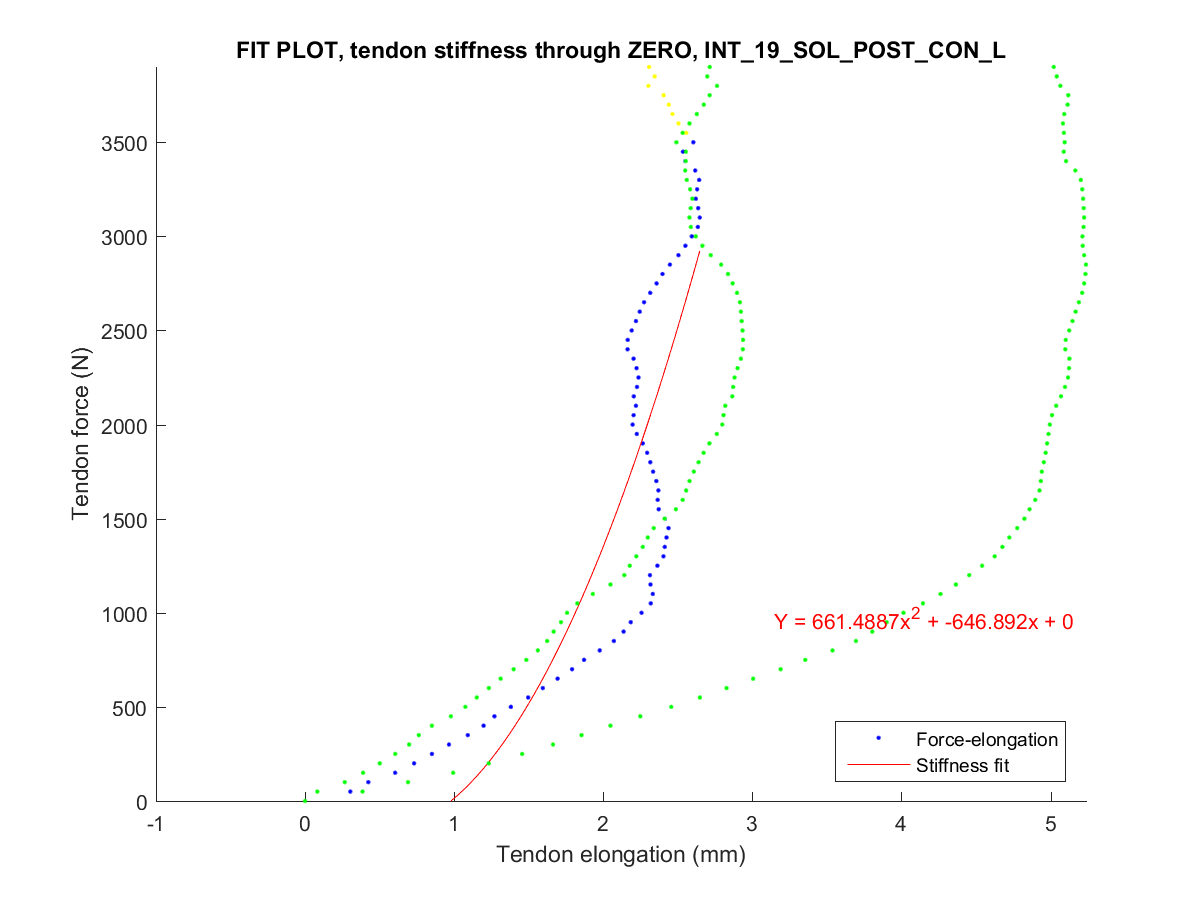 FIT PLOT, tendon stiffness through ZERO, INT_19_SOL_POST_CON_L
3500
3000
2500
2000
1500
1000
500
0
Tendon force (N)
Y = 661.4887x² + -646.892x + 0
Force-elongation
Stiffness fit
-1 0 1 2 3 4 5
Tendon elongation (mm)